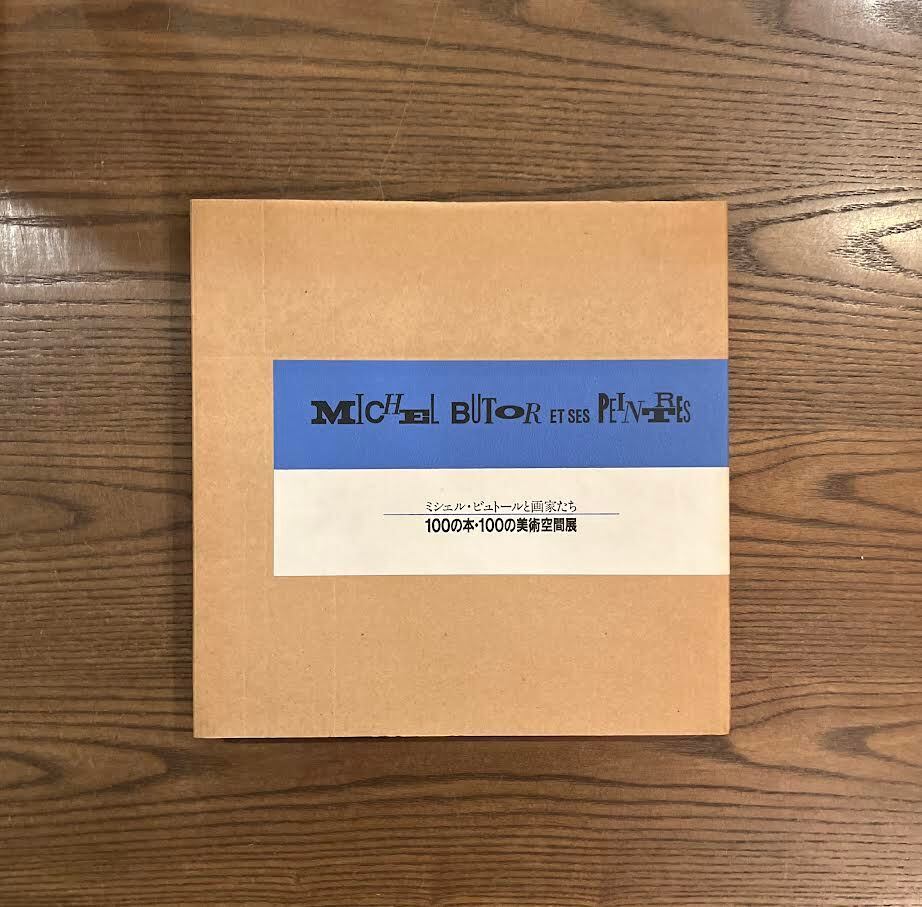 MICHEL BUTOR ET SES PEINTRES
ミシェル・ビュトールと画家たち
100の本・100の美術空間展